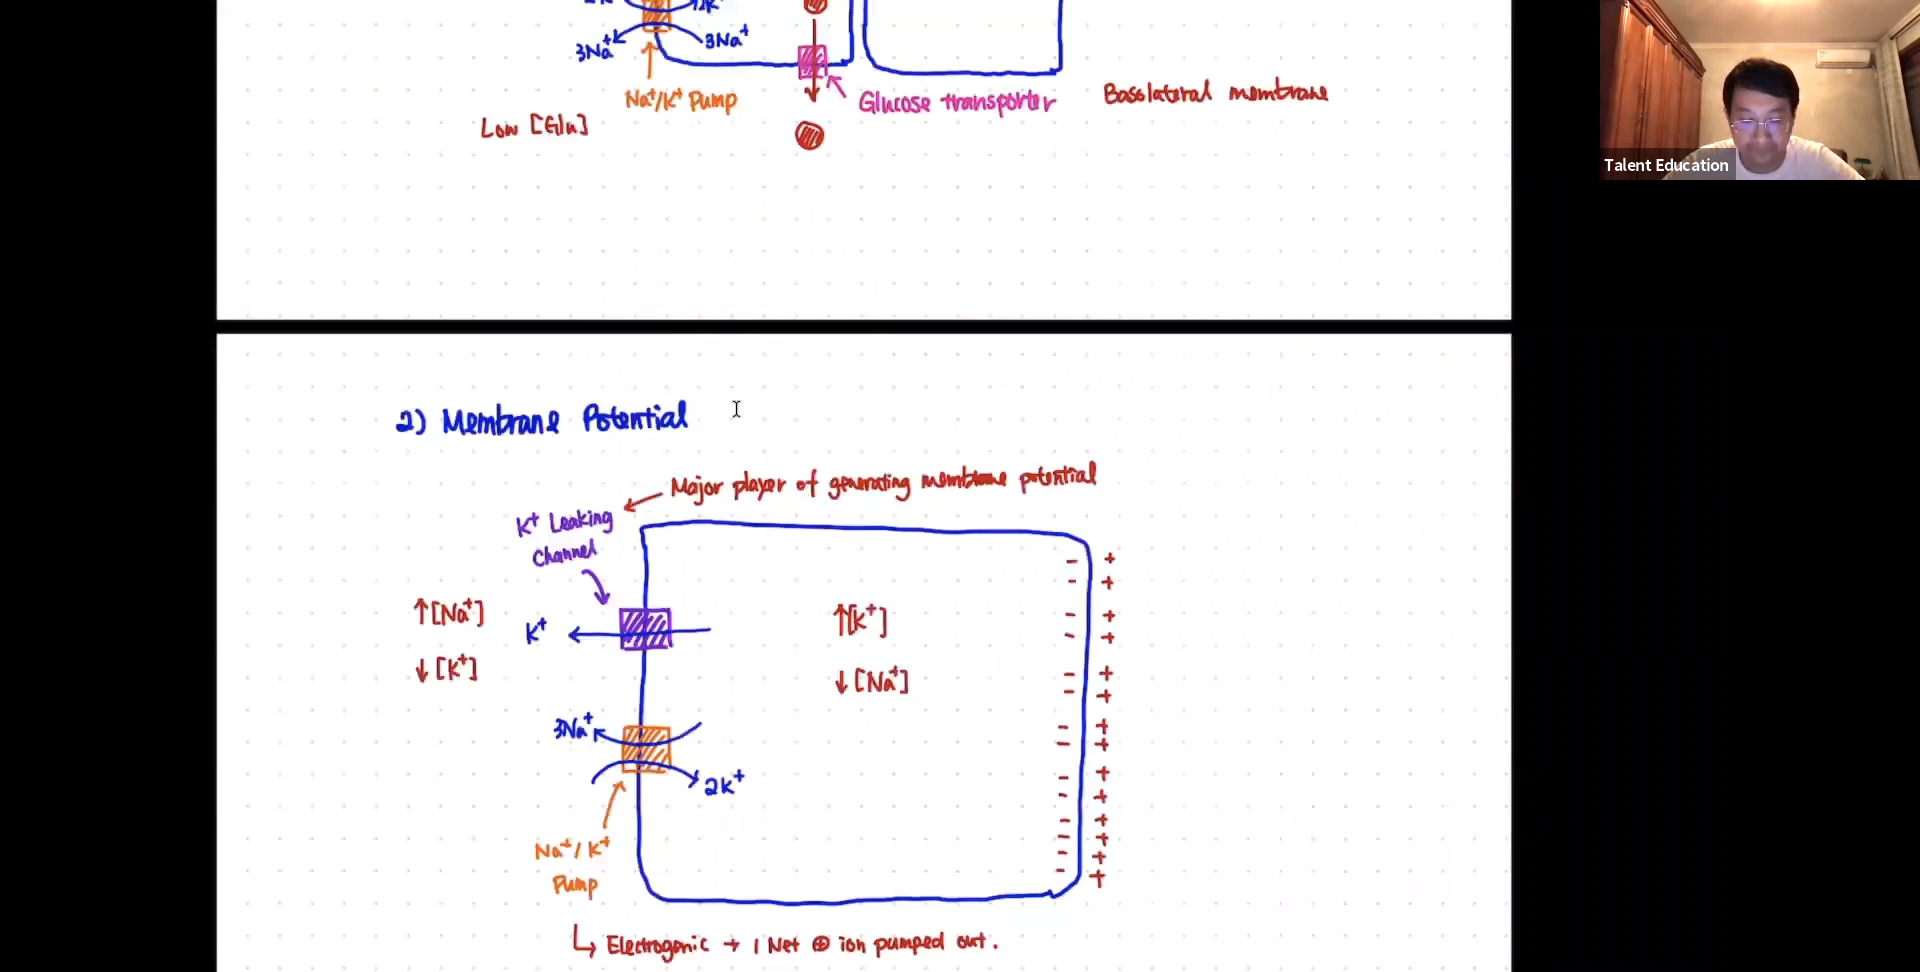 3Na⁺
3Na⁺
Na⁺/K⁺ Pump
Glucose transporter
Basolateral membrane
Low [Glu]
Talent Education
2) Membrane Potential
Major player of generating membrane potential
K⁺ Leaking
Channel
↑[Na⁺]
K⁺
↑[K⁺]
↓[K⁺]
↓[Na⁺]
3Na⁺
2K⁺
Na⁺/K⁺
Pump
Electrogenic → 1 Net ⊕ ion pumped out.